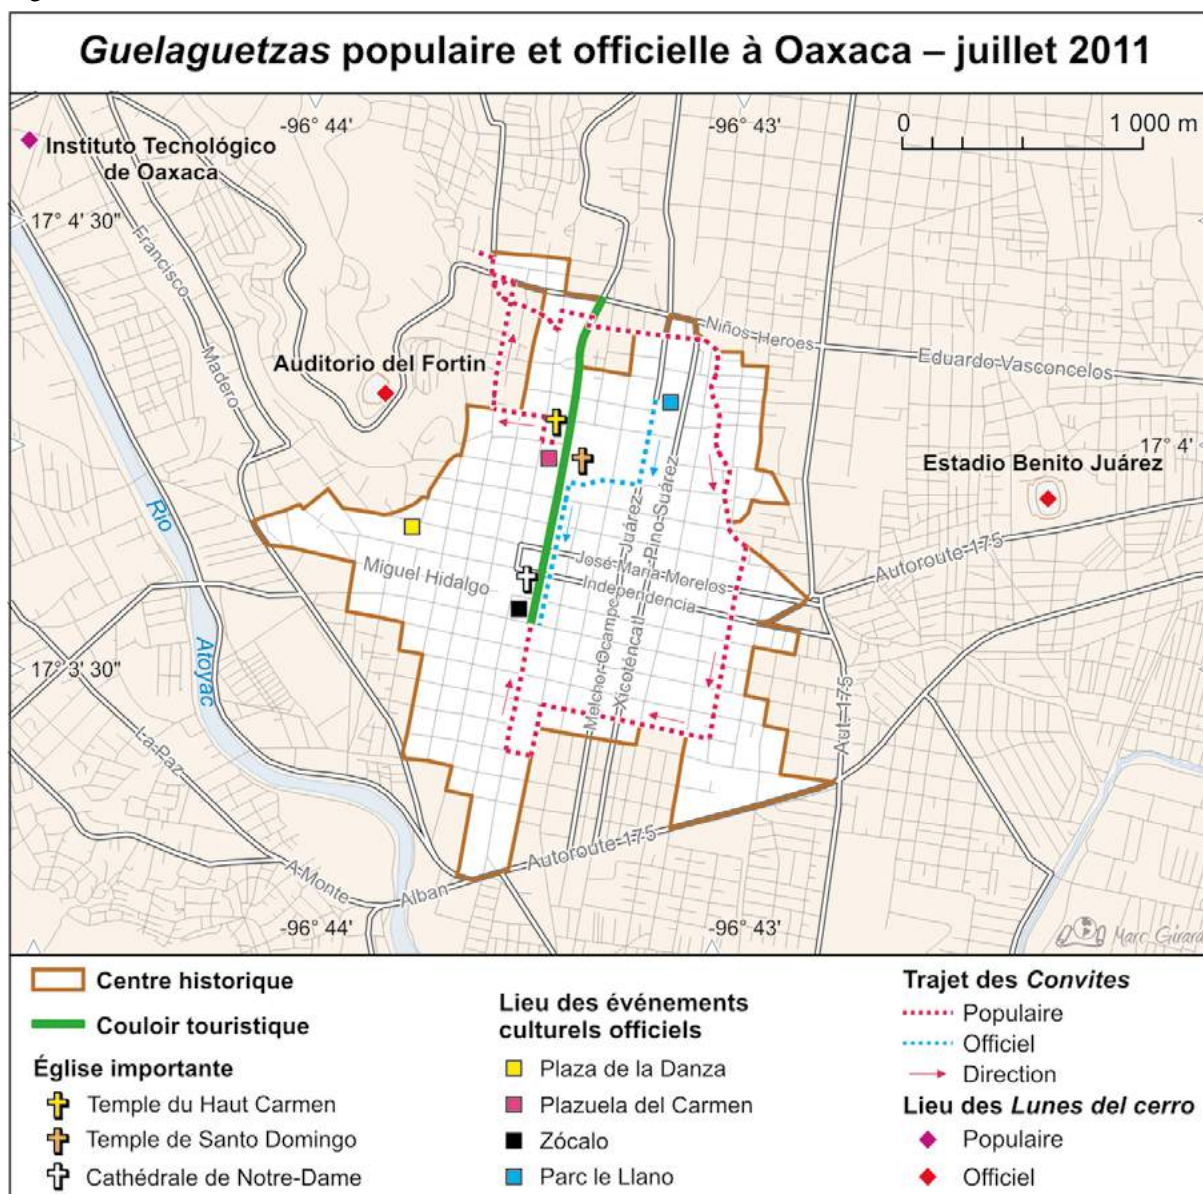 Guelaguetzas populaire et officielle à Oaxaca – juillet 2011
-96° 44'
-96° 43'
0
1 000 m
Instituto Tecnológico
de Oaxaca
17° 4' 30"
Francisco
Madero
Niños-Heroes
Eduardo-Vasconcelos
Auditorio del Fortin
17° 4'
Estadio Benito Juárez
Rio
Atoyac
Juárez
Pino-Suárez
Miguel Hidalgo
José-María-Morelos
Independencia
Autoroute-175
Melchor-Ocampo
Xicoténcatl
17° 3' 30"
Aut.-175
La-Paz
A-Monte
Alban
Autoroute-175
-96° 44'
-96° 43'
Marc Girard
Centre historique
Couloir touristique
Église importante
Temple du Haut Carmen
Temple de Santo Domingo
Cathédrale de Notre-Dame
Lieu des événements
culturels officiels
Plaza de la Danza
Plazuela del Carmen
Zócalo
Parc le Llano
Trajet des Convites
Populaire
Officiel
Direction
Lieu des Lunes del cerro
Populaire
Officiel